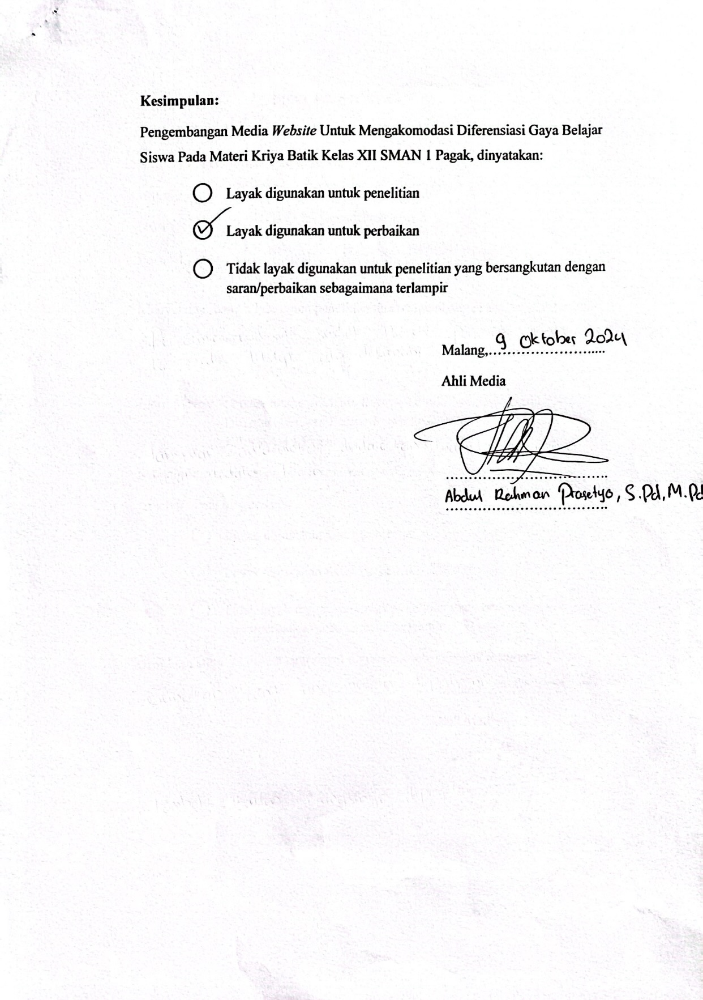 Kesimpulan:
Pengembangan Media Website Untuk Mengakomodasi Diferensiasi Gaya Belajar
Siswa Pada Materi Kriya Batik Kelas XII SMAN 1 Pagak, dinyatakan:
Layak digunakan untuk penelitian
Layak digunakan untuk perbaikan
Tidak layak digunakan untuk penelitian yang bersangkutan dengan
saran/perbaikan sebagaimana terlampir
Malang, 9 Oktober 2024
Ahli Media
Abdul Rahman Prasetyo, S.Pd, M.Pd